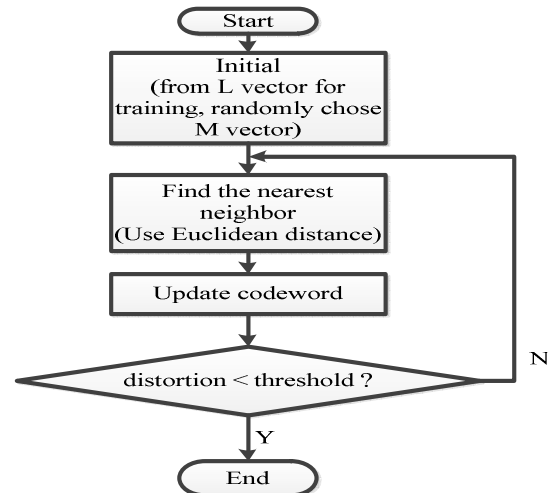 Start
Initial
(from L vector for
training, randomly chose
M vector)
Find the nearest
neighbor
(Use Euclidean distance)
Update codeword
distortion < threshold ?
N
Y
End